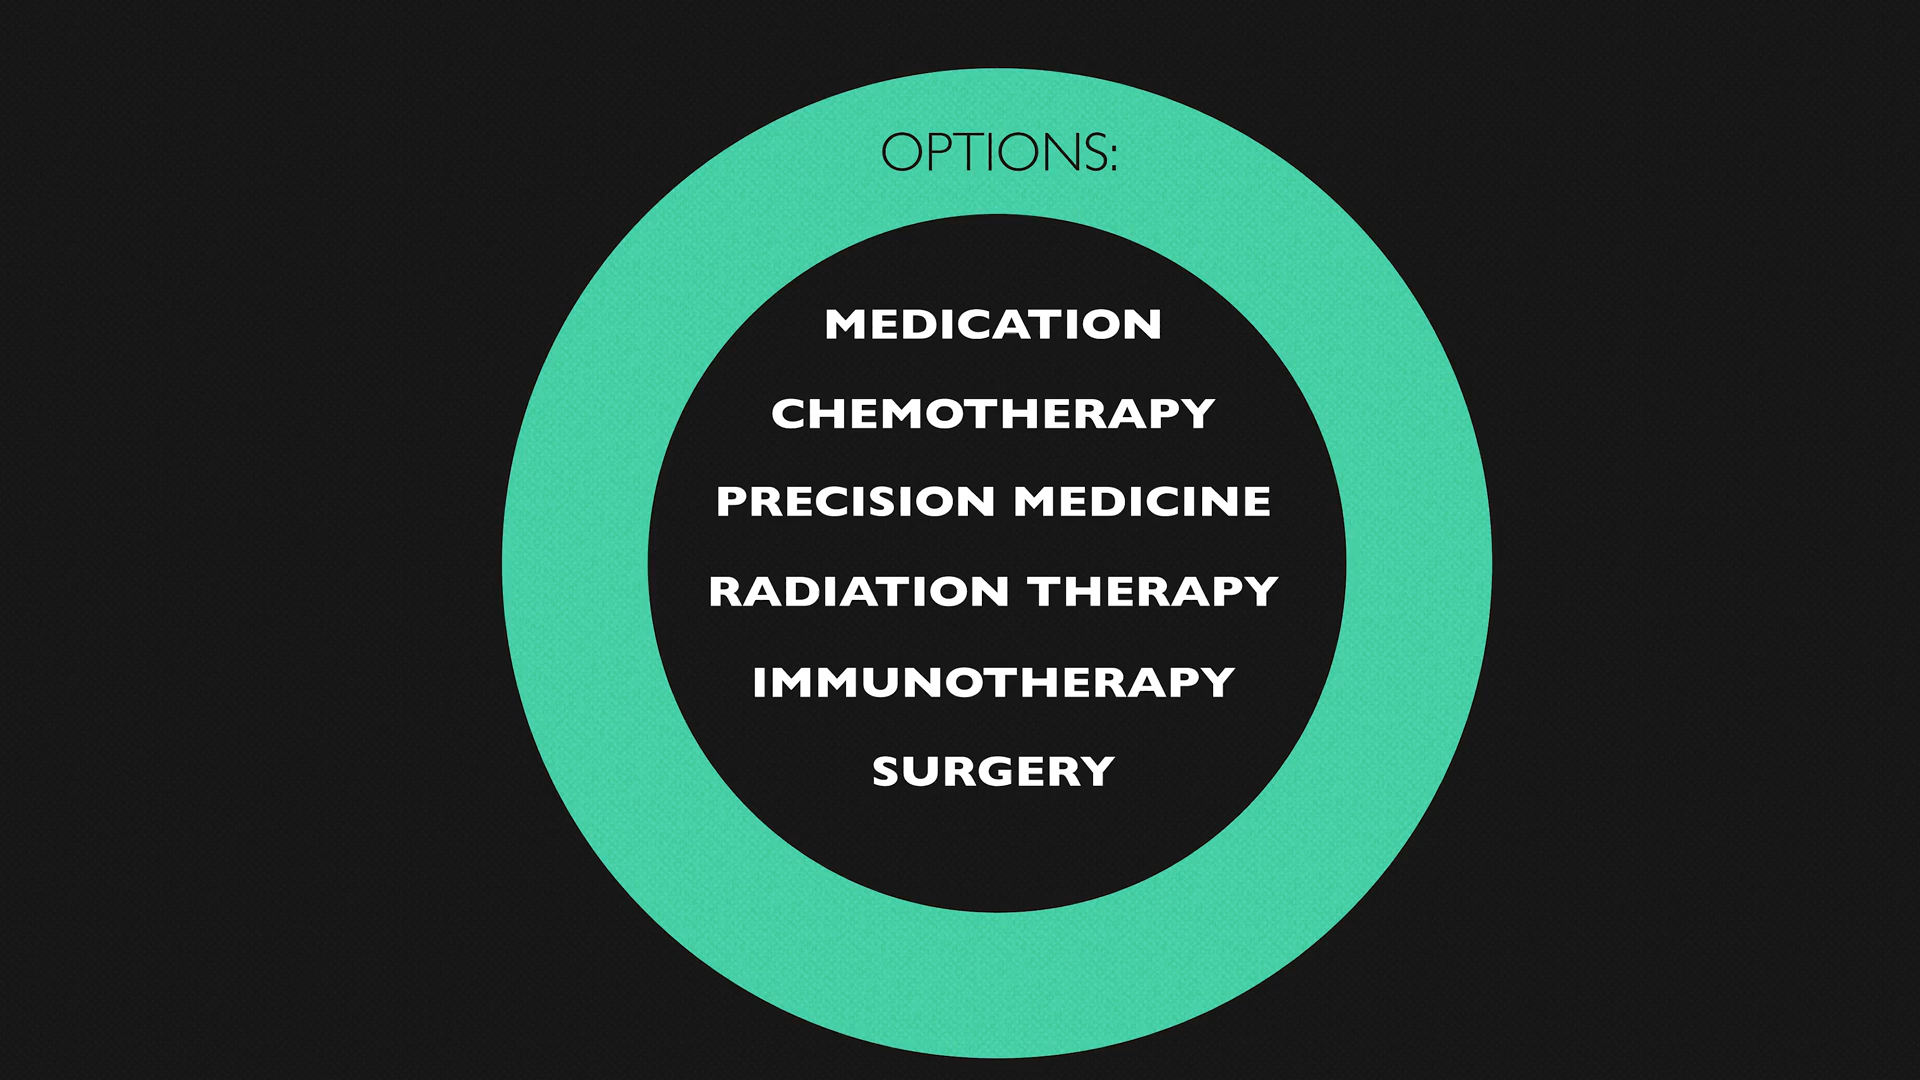 OPTIONS:
MEDICATION
CHEMOTHERAPY
PRECISION MEDICINE
RADIATION THERAPY
IMMUNOTHERAPY
SURGERY